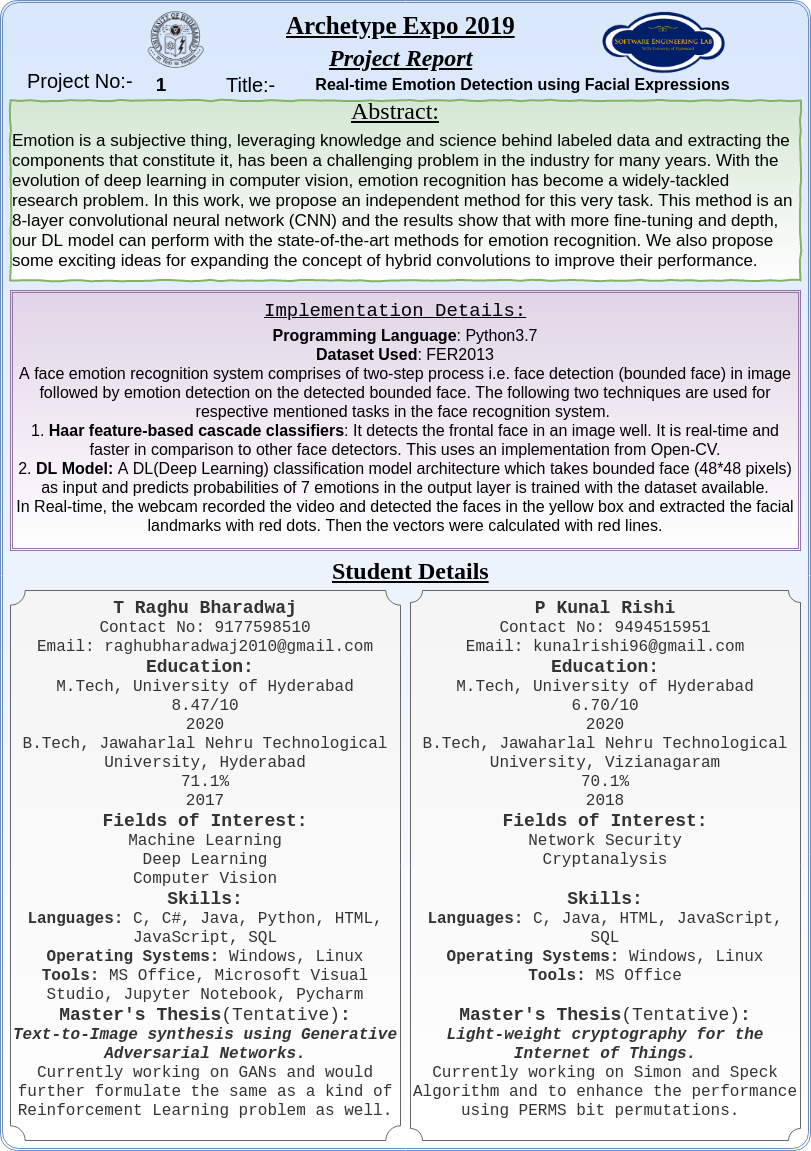 Archetype Expo 2019
Project Report
Project No:- 1 Title:- Real-time Emotion Detection using Facial Expressions
SOFTWARE ENGINEERING LAB
Abstract:
Emotion is a subjective thing, leveraging knowledge and science behind labeled data and extracting the
components that constitute it, has been a challenging problem in the industry for many years. With the
evolution of deep learning in computer vision, emotion recognition has become a widely-tackled
research problem. In this work, we propose an independent method for this very task. This method is an
8-layer convolutional neural network (CNN) and the results show that with more fine-tuning and depth,
our DL model can perform with the state-of-the-art methods for emotion recognition. We also propose
some exciting ideas for expanding the concept of hybrid convolutions to improve their performance.
Implementation Details:
Programming Language: Python3.7
Dataset Used: FER2013
A face emotion recognition system comprises of two-step process i.e. face detection (bounded face) in image
followed by emotion detection on the detected bounded face. The following two techniques are used for
respective mentioned tasks in the face recognition system.
1. Haar feature-based cascade classifiers: It detects the frontal face in an image well. It is real-time and
faster in comparison to other face detectors. This uses an implementation from Open-CV.
2. DL Model: A DL(Deep Learning) classification model architecture which takes bounded face (48*48 pixels)
as input and predicts probabilities of 7 emotions in the output layer is trained with the dataset available.
In Real-time, the webcam recorded the video and detected the faces in the yellow box and extracted the facial
landmarks with red dots. Then the vectors were calculated with red lines.
Student Details
T Raghu Bharadwaj
Contact No: 9177598510
Email: raghubharadwaj2010@gmail.com
Education:
M.Tech, University of Hyderabad
8.47/10
2020
B.Tech, Jawaharlal Nehru Technological
University, Hyderabad
71.1%
2017
Fields of Interest:
Machine Learning
Deep Learning
Computer Vision
Skills:
Languages: C, C#, Java, Python, HTML,
JavaScript, SQL
Operating Systems: Windows, Linux
Tools: MS Office, Microsoft Visual
Studio, Jupyter Notebook, Pycharm
Master's Thesis(Tentative):
Text-to-Image synthesis using Generative
Adversarial Networks.
Currently working on GANs and would
further formulate the same as a kind of
Reinforcement Learning problem as well.
P Kunal Rishi
Contact No: 9494515951
Email: kunalrishi96@gmail.com
Education:
M.Tech, University of Hyderabad
6.70/10
2020
B.Tech, Jawaharlal Nehru Technological
University, Vizianagaram
70.1%
2018
Fields of Interest:
Network Security
Cryptanalysis
Skills:
Languages: C, Java, HTML, JavaScript,
SQL
Operating Systems: Windows, Linux
Tools: MS Office
Master's Thesis(Tentative):
Light-weight cryptography for the
Internet of Things.
Currently working on Simon and Speck
Algorithm and to enhance the performance
using PERMS bit permutations.